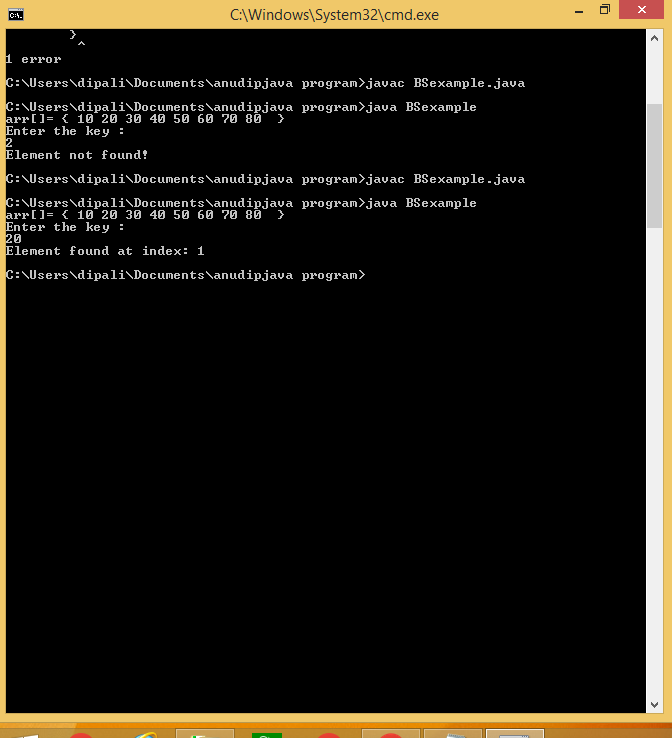 C:\Windows\System32\cmd.exe
C:\.
}
^
1 error
C:\Users\dipali\Documents\anudipjava program>javac BSexample.java
C:\Users\dipali\Documents\anudipjava program>java BSexample
arr[]= { 10 20 30 40 50 60 70 80  }
Enter the key :
2
Element not found!
C:\Users\dipali\Documents\anudipjava program>javac BSexample.java
C:\Users\dipali\Documents\anudipjava program>java BSexample
arr[]= { 10 20 30 40 50 60 70 80  }
Enter the key :
20
Element found at index: 1
C:\Users\dipali\Documents\anudipjava program>